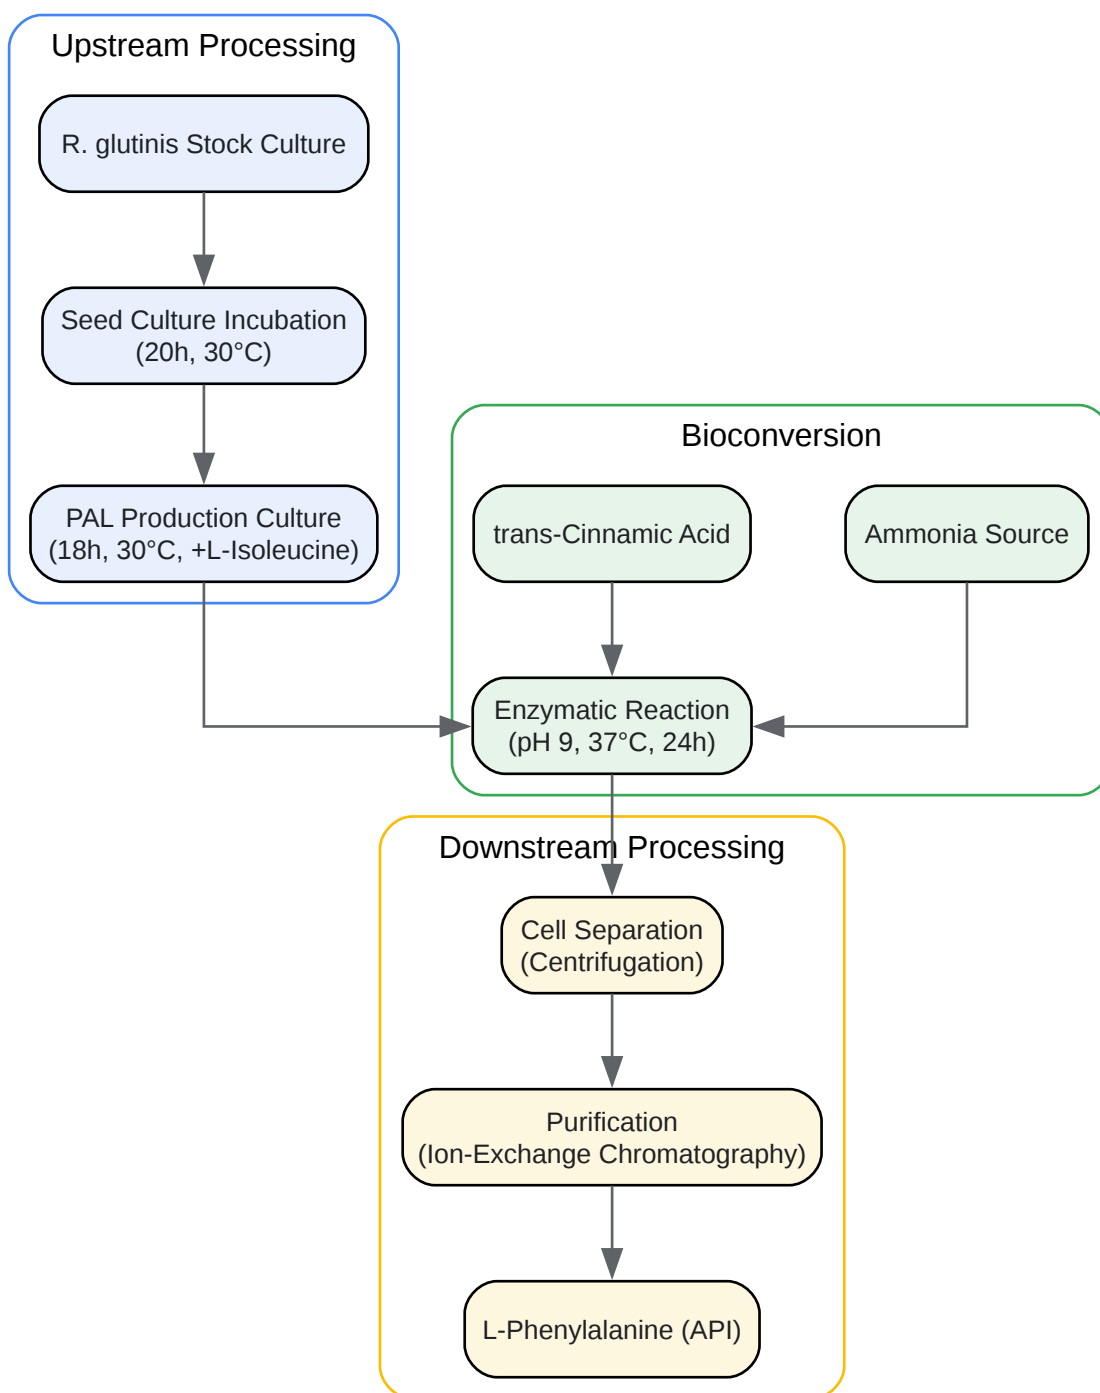 Upstream Processing
R. glutinis Stock Culture
Seed Culture Incubation
(20h, 30°C)
PAL Production Culture
(18h, 30°C, +L-Isoleucine)
Bioconversion
trans-Cinnamic Acid
Ammonia Source
Enzymatic Reaction
(pH 9, 37°C, 24h)
Downstream Processing
Cell Separation
(Centrifugation)
Purification
(Ion-Exchange Chromatography)
L-Phenylalanine (API)